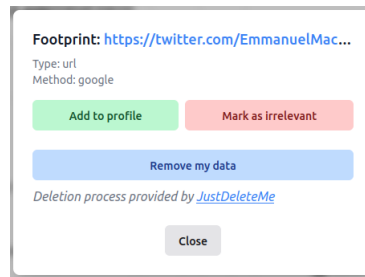 Footprint: https://twitter.com/EmmanuelMac...
Type: url
Method: google
Add to profile
Mark as irrelevant
Remove my data
Deletion process provided by JustDeleteMe
Close